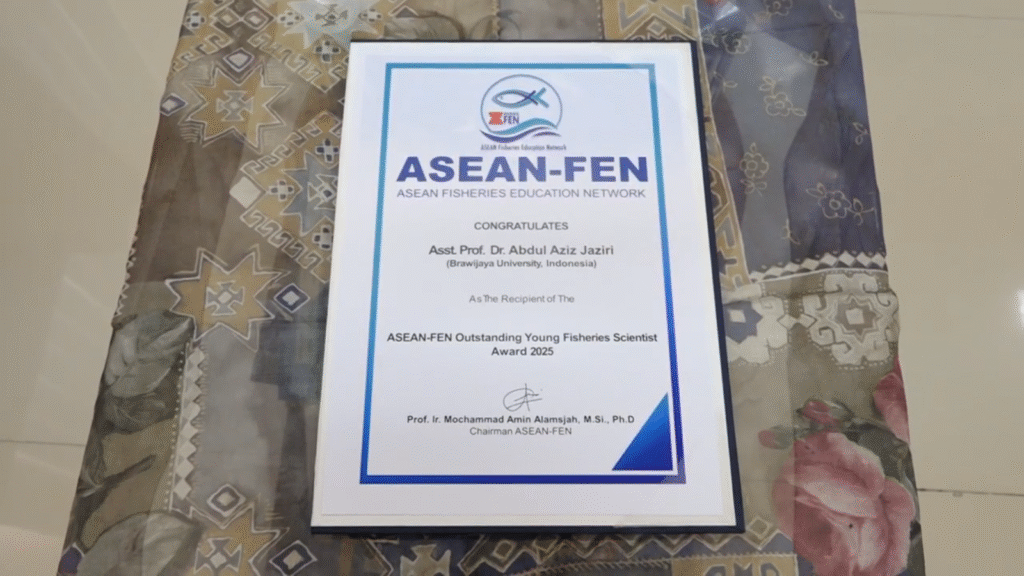 FEN
ASEAN Fisheries Education Network
ASEAN-FEN
ASEAN FISHERIES EDUCATION NETWORK
CONGRATULATES
Asst. Prof. Dr. Abdul Aziz Jaziri
(Brawijaya University, Indonesia)
As The Recipient of The
ASEAN-FEN Outstanding Young Fisheries Scientist
Award 2025
Prof. Ir. Mochammad Amin Alamsjah, M.Si., Ph.D
Chairman ASEAN-FEN